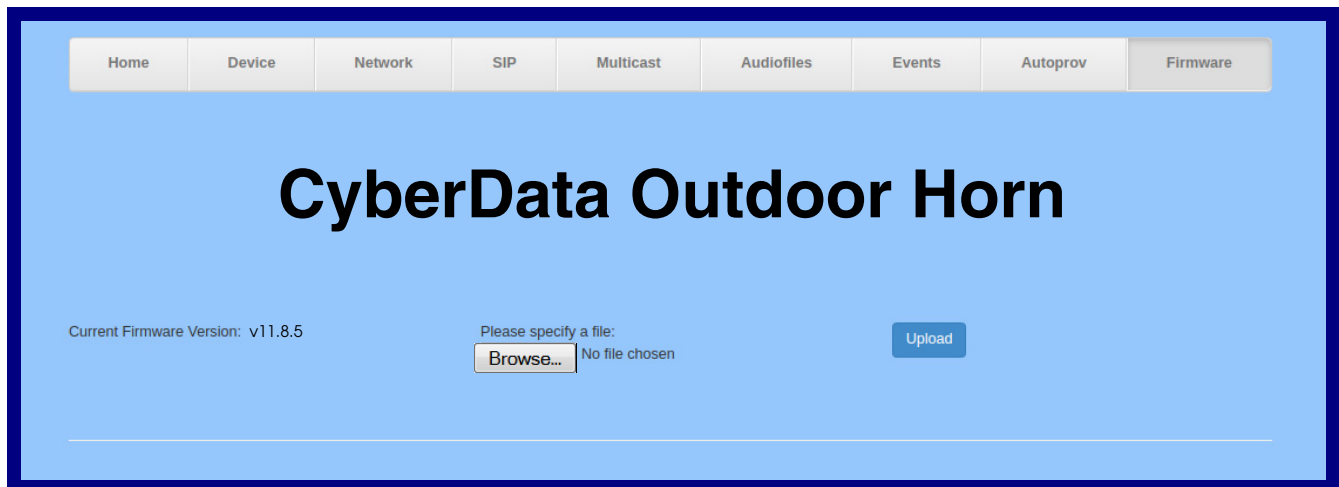 Home Device Network SIP Multicast Audiofiles Events Autoprov Firmware
CyberData Outdoor Horn
Current Firmware Version: v11.8.5 Please specify a file: Upload
Browse... No file chosen